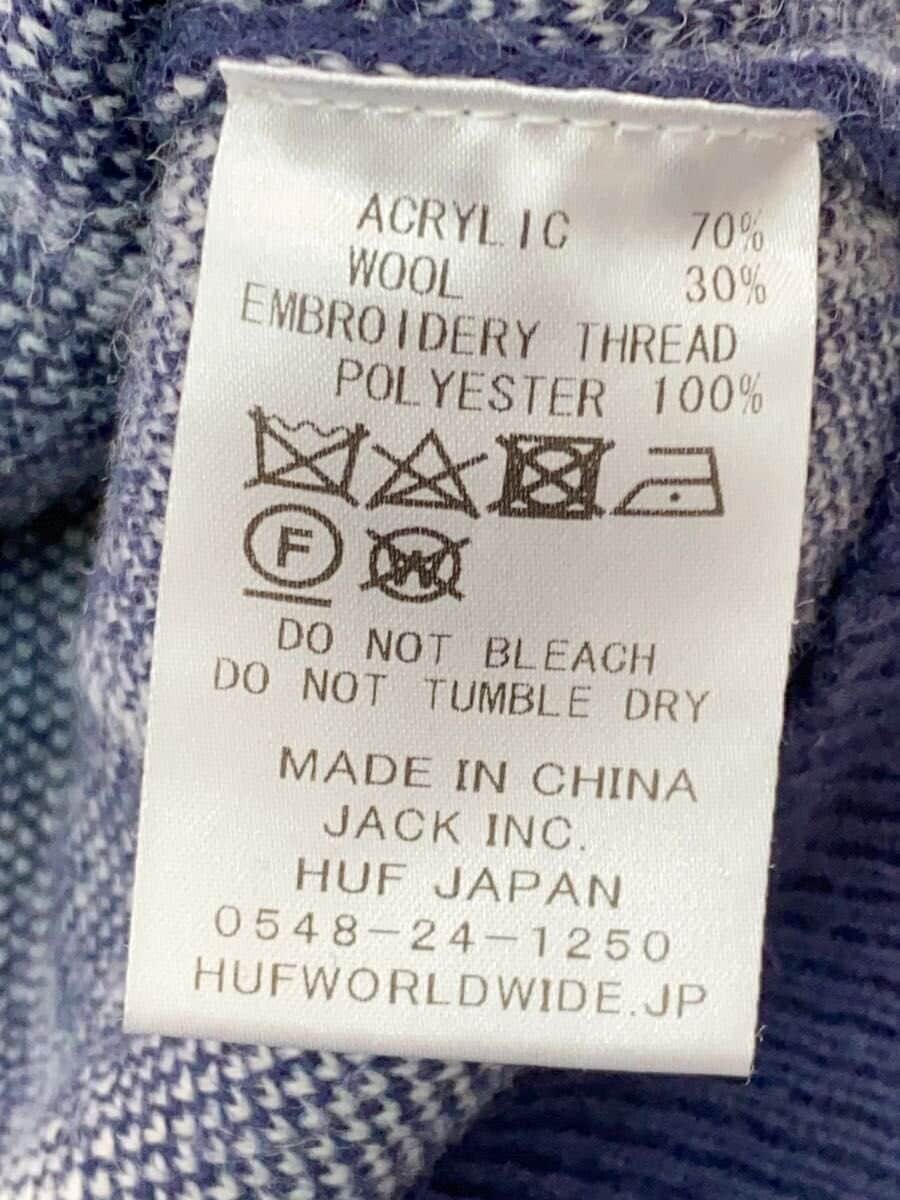 ACRYLIC 70%
WOOL 30%
EMBROIDERY THREAD
POLYESTER 100%
F W
DO NOT BLEACH
DO NOT TUMBLE DRY
MADE IN CHINA
JACK INC.
HUF JAPAN
0548-24-1250
HUFWORLDWIDE.JP